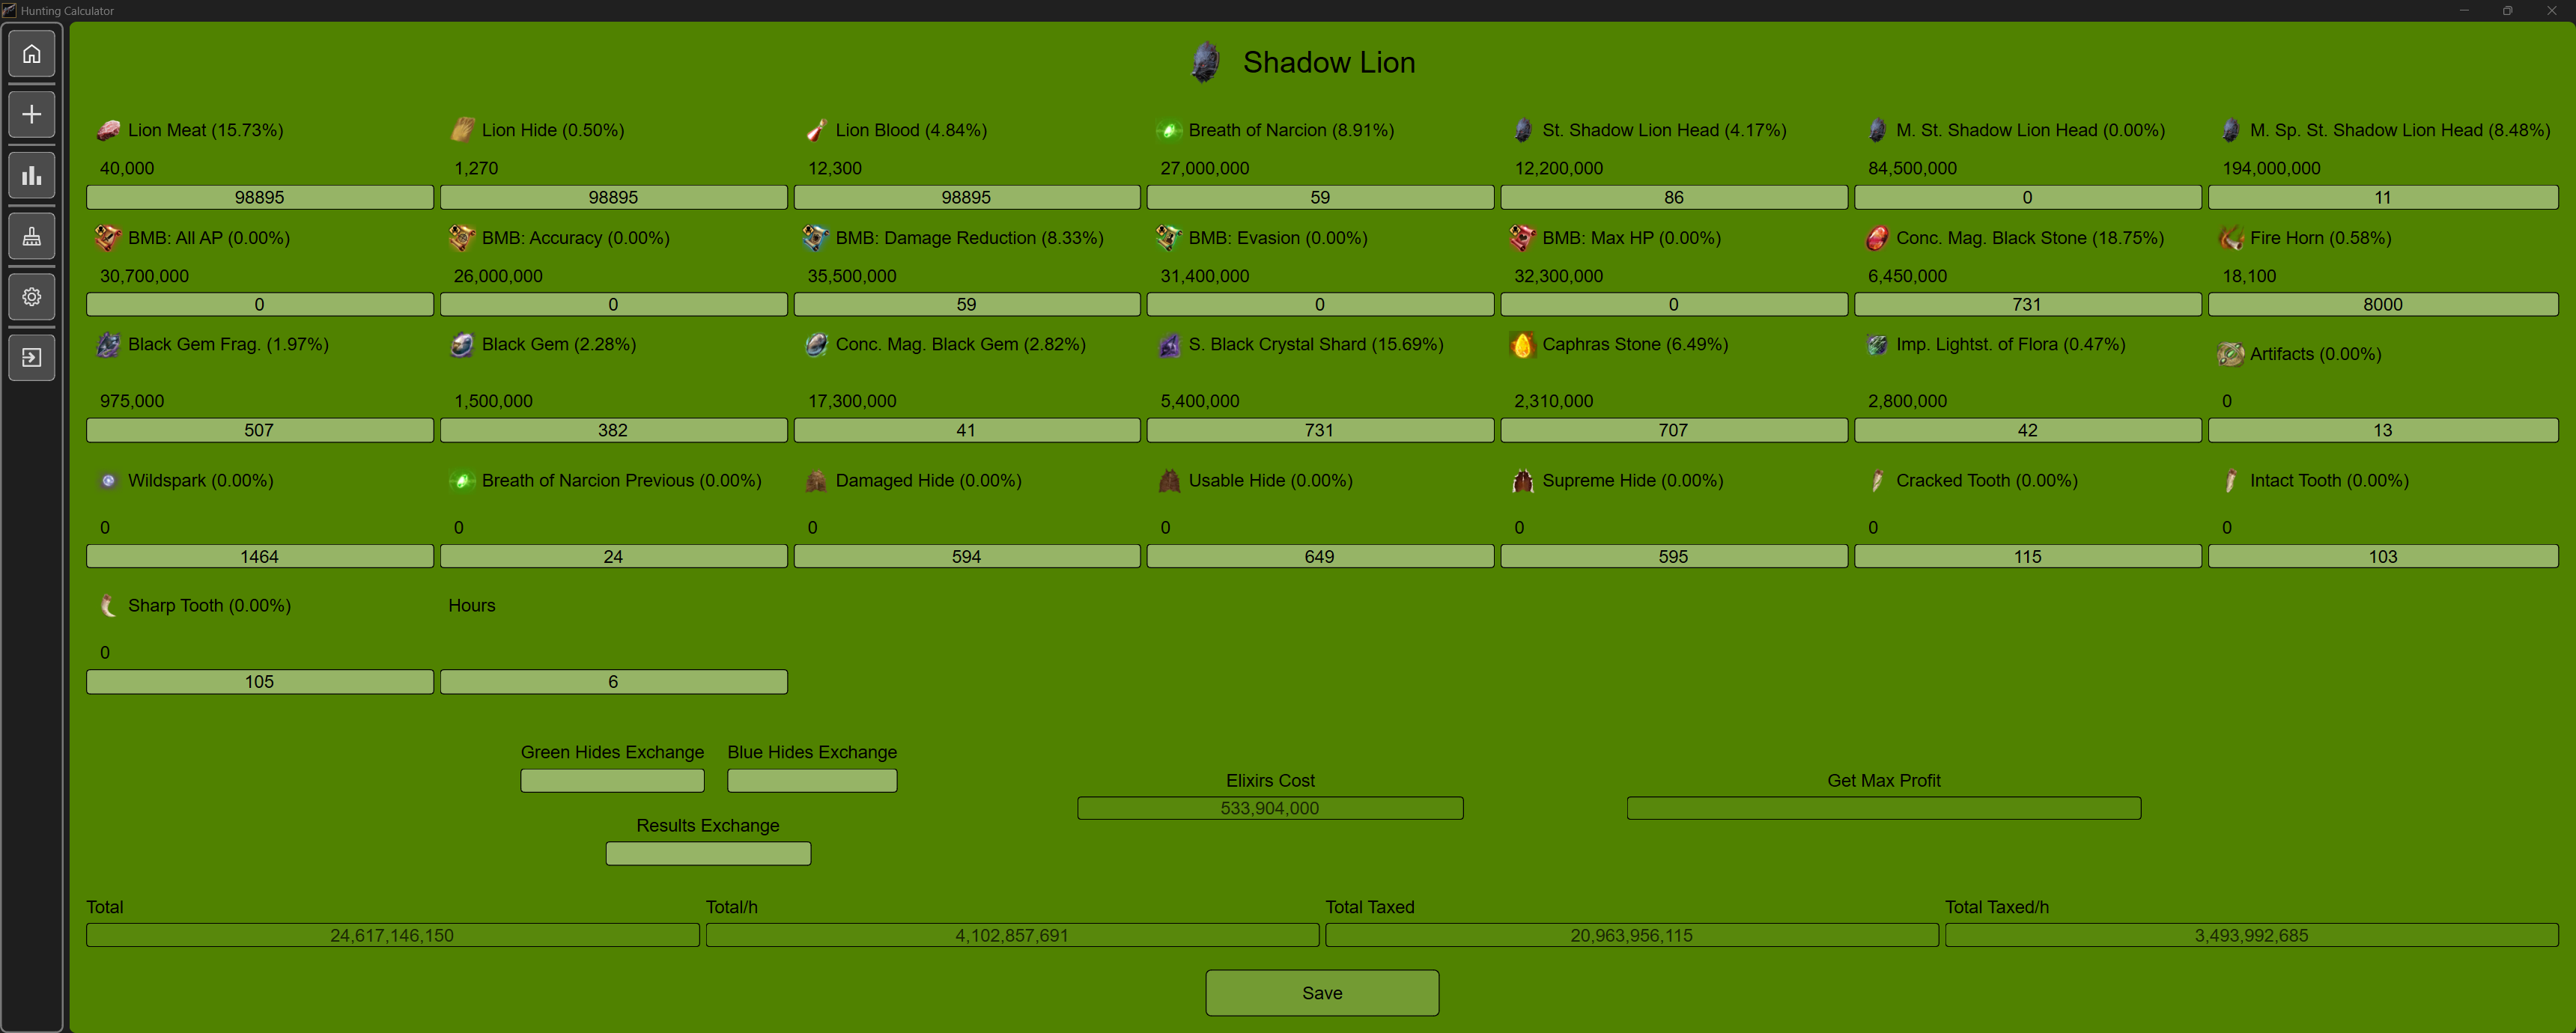 Hunting Calculator
Shadow Lion
Lion Meat (15.73%) Lion Hide (0.50%) Lion Blood (4.84%) Breath of Narcion (8.91%) St. Shadow Lion Head (4.17%) M. St. Shadow Lion Head (0.00%) M. Sp. St. Shadow Lion Head (8.48%)
40,000 1,270 12,300 27,000,000 12,200,000 84,500,000 194,000,000
98895 98895 98895 59 86 0 11
BMB: All AP (0.00%) BMB: Accuracy (0.00%) BMB: Damage Reduction (8.33%) BMB: Evasion (0.00%) BMB: Max HP (0.00%) Conc. Mag. Black Stone (18.75%) Fire Horn (0.58%)
30,700,000 26,000,000 35,500,000 31,400,000 32,300,000 6,450,000 18,100
0 0 59 0 0 731 8000
Black Gem Frag. (1.97%) Black Gem (2.28%) Conc. Mag. Black Gem (2.82%) S. Black Crystal Shard (15.69%) Caphras Stone (6.49%) Imp. Lightst. of Flora (0.47%) Artifacts (0.00%)
975,000 1,500,000 17,300,000 5,400,000 2,310,000 2,800,000 0
507 382 41 731 707 42 13
Wildspark (0.00%) Breath of Narcion Previous (0.00%) Damaged Hide (0.00%) Usable Hide (0.00%) Supreme Hide (0.00%) Cracked Tooth (0.00%) Intact Tooth (0.00%)
0 0 0 0 0 0 0
1464 24 594 649 595 115 103
Sharp Tooth (0.00%) Hours
0
105 6
Green Hides Exchange Blue Hides Exchange
Elixirs Cost Get Max Profit
533,904,000
Results Exchange
Total Total/h Total Taxed Total Taxed/h
24,617,146,150 4,102,857,691 20,963,956,115 3,493,992,685
Save